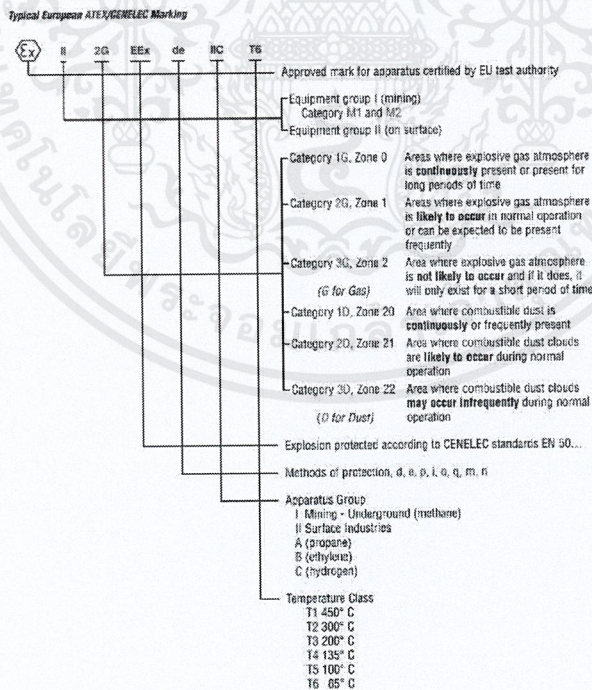 Typical European ATEX/CENELEC Marking
Ex II 2G EEx de IIC T6
Approved mark for apparatus certified by EU test authority
Equipment group I (mining)
Category M1 and M2
Equipment group II (on surface)
Category 1G, Zone 0 Areas where explosive gas atmosphere
is continuously present or present for
long periods of time
Category 2G, Zone 1 Areas where explosive gas atmosphere
is likely to occur in normal operation
or can be expected to be present
frequently
Category 3G, Zone 2 Area where explosive gas atmosphere
is not likely to occur and if it does, it
(G for Gas) will only exist for a short period of time
Category 1D, Zone 20 Area where combustible dust is
continuously or frequently present
Category 2D, Zone 21 Area where combustible dust clouds
are likely to occur during normal
operation
Category 3D, Zone 22 Area where combustible dust clouds
may occur infrequently during normal
(D for Dust) operation
Explosion protected according to CENELEC standards EN 50...
Methods of protection, d, e, p, i, o, q, m, n
Apparatus Group
I Mining - Underground (methane)
II Surface Industries
A (propane)
B (ethylene)
C (hydrogen)
Temperature Class
T1 450° C
T2 300° C
T3 200° C
T4 135° C
T5 100° C
T6 85° C